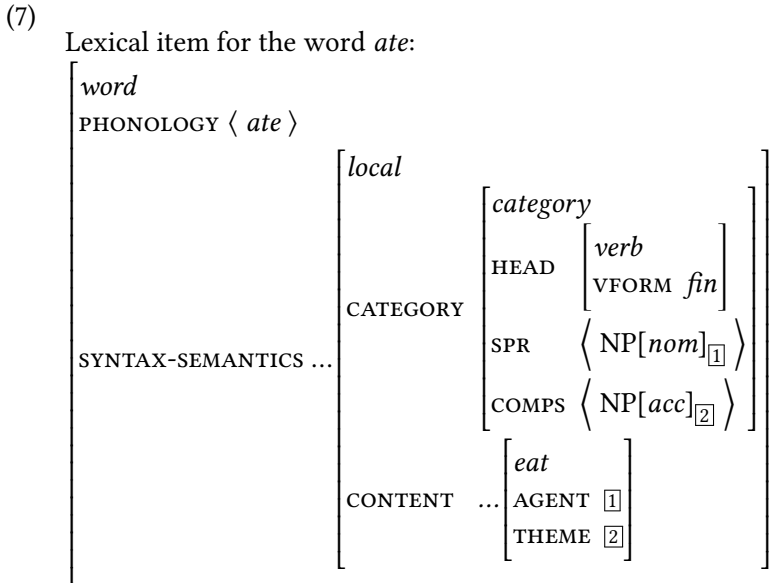 (7)
Lexical item for the word ate:
word
PHONOLOGY ⟨ ate ⟩
local
category
HEAD verb
VFORM fin
CATEGORY
SPR ⟨ NP[nom]1 ⟩
SYNTAX-SEMANTICS ...
COMPS ⟨ NP[acc]2 ⟩
eat
CONTENT ... AGENT 1
THEME 2